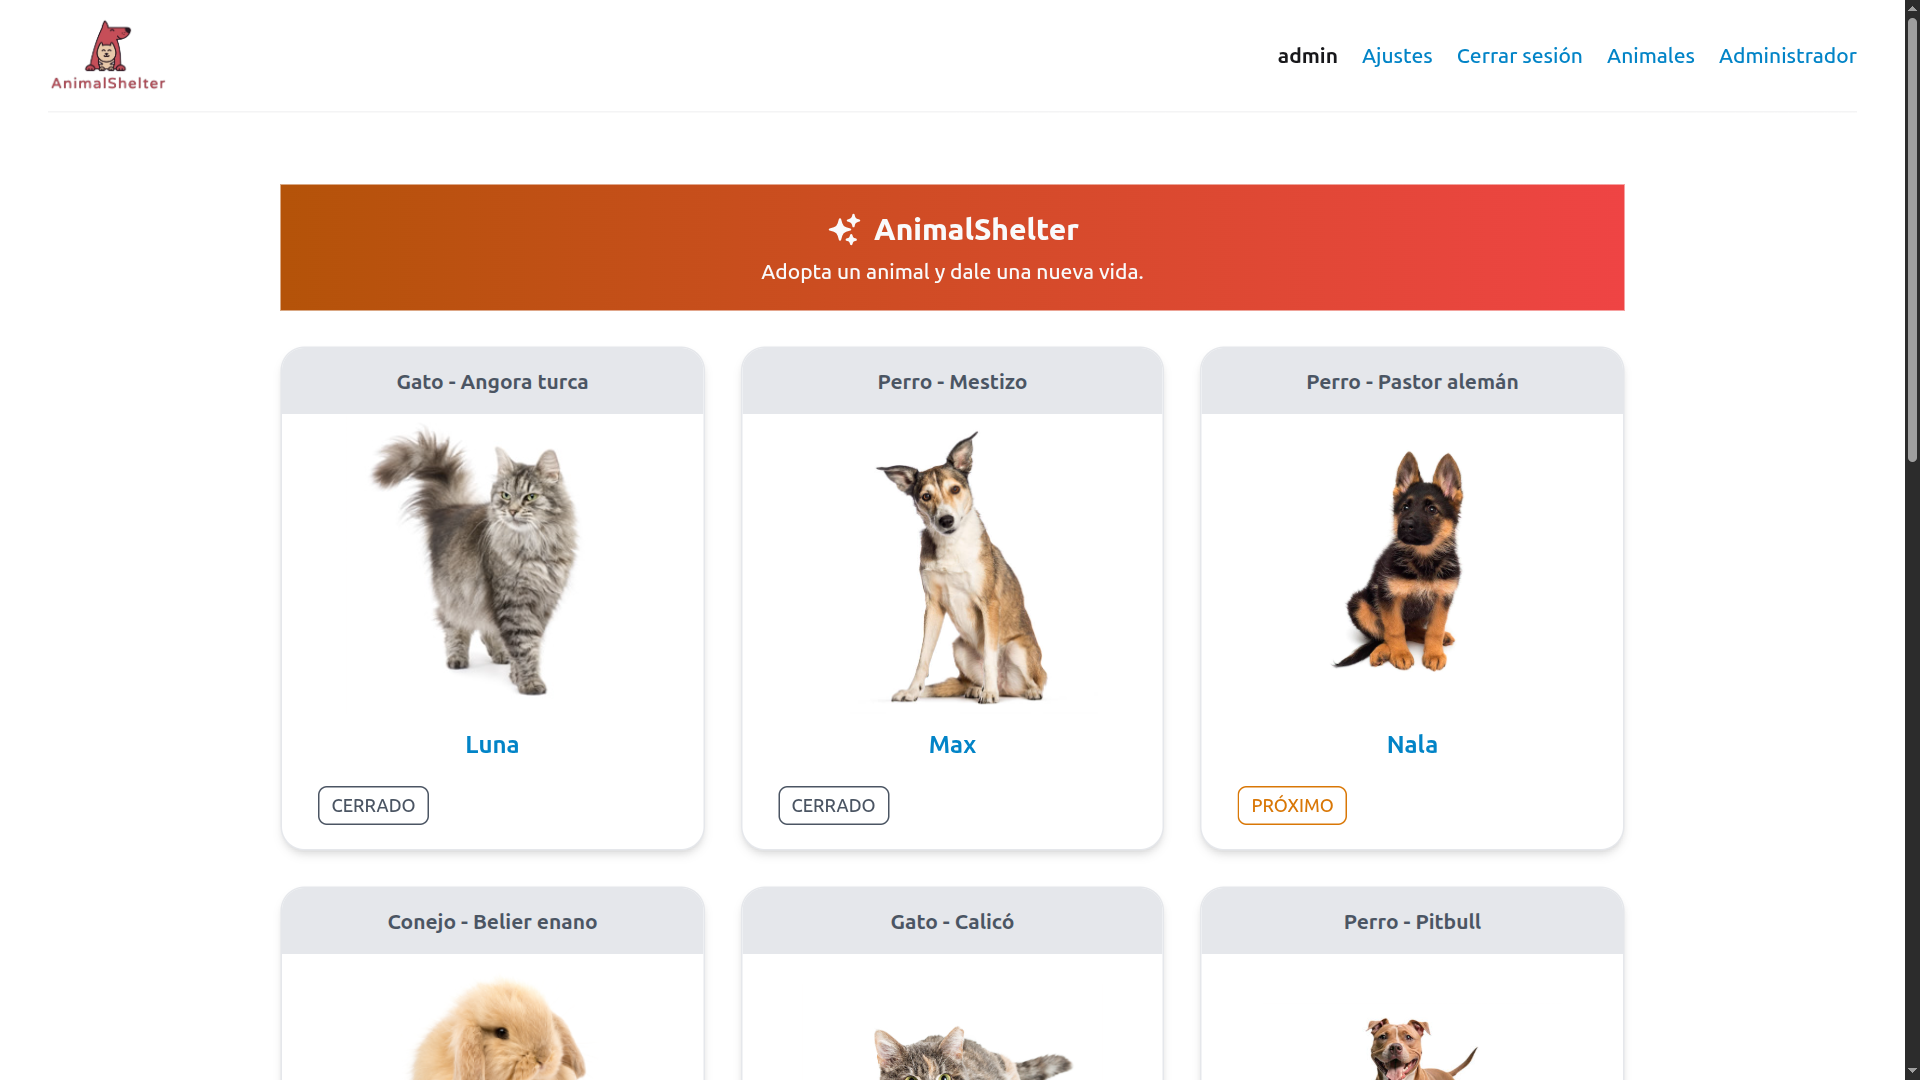 AnimalShelter
admin Ajustes Cerrar sesión Animales Administrador
AnimalShelter
Adopta un animal y dale una nueva vida.
Gato - Angora turca
Perro - Mestizo
Perro - Pastor alemán
Luna
Max
Nala
CERRADO
CERRADO
PRÓXIMO
Conejo - Belier enano
Gato - Calicó
Perro - Pitbull